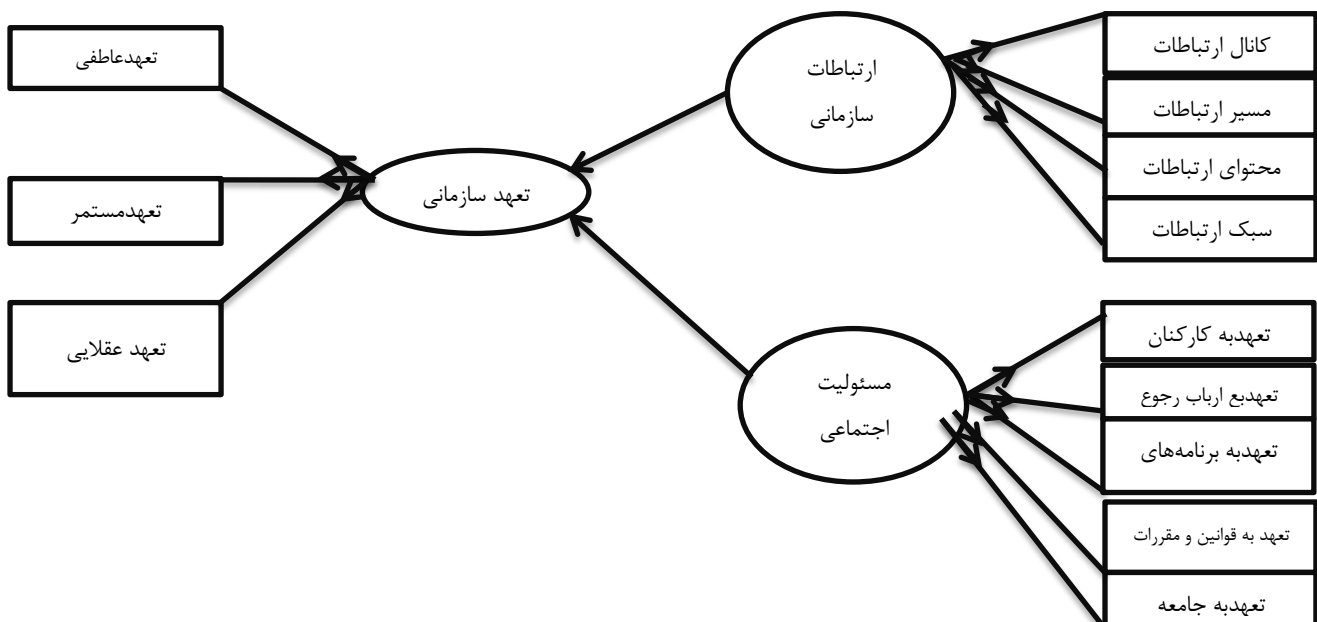 کانال ارتباطات
مسیر ارتباطات
محتوای ارتباطات
سبک ارتباطات
ارتباطات
سازمانی
تعهدبه کارکنان
تعهدبع ارباب رجوع
تعهدبه برنامه‌های
تعهد به قوانین و مقررات
تعهدبه جامعه
مسئولیت
اجتماعی
تعهد سازمانی
تعهدعاطفی
تعهدمستمر
تعهد عقلایی